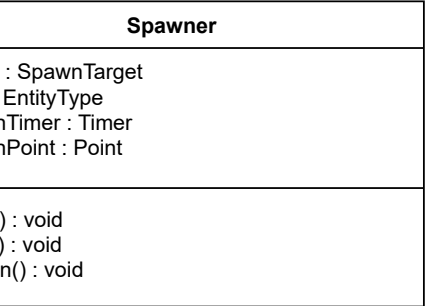 Spawner
: SpawnTarget
EntityType
nTimer : Timer
nPoint : Point
) : void
) : void
n() : void